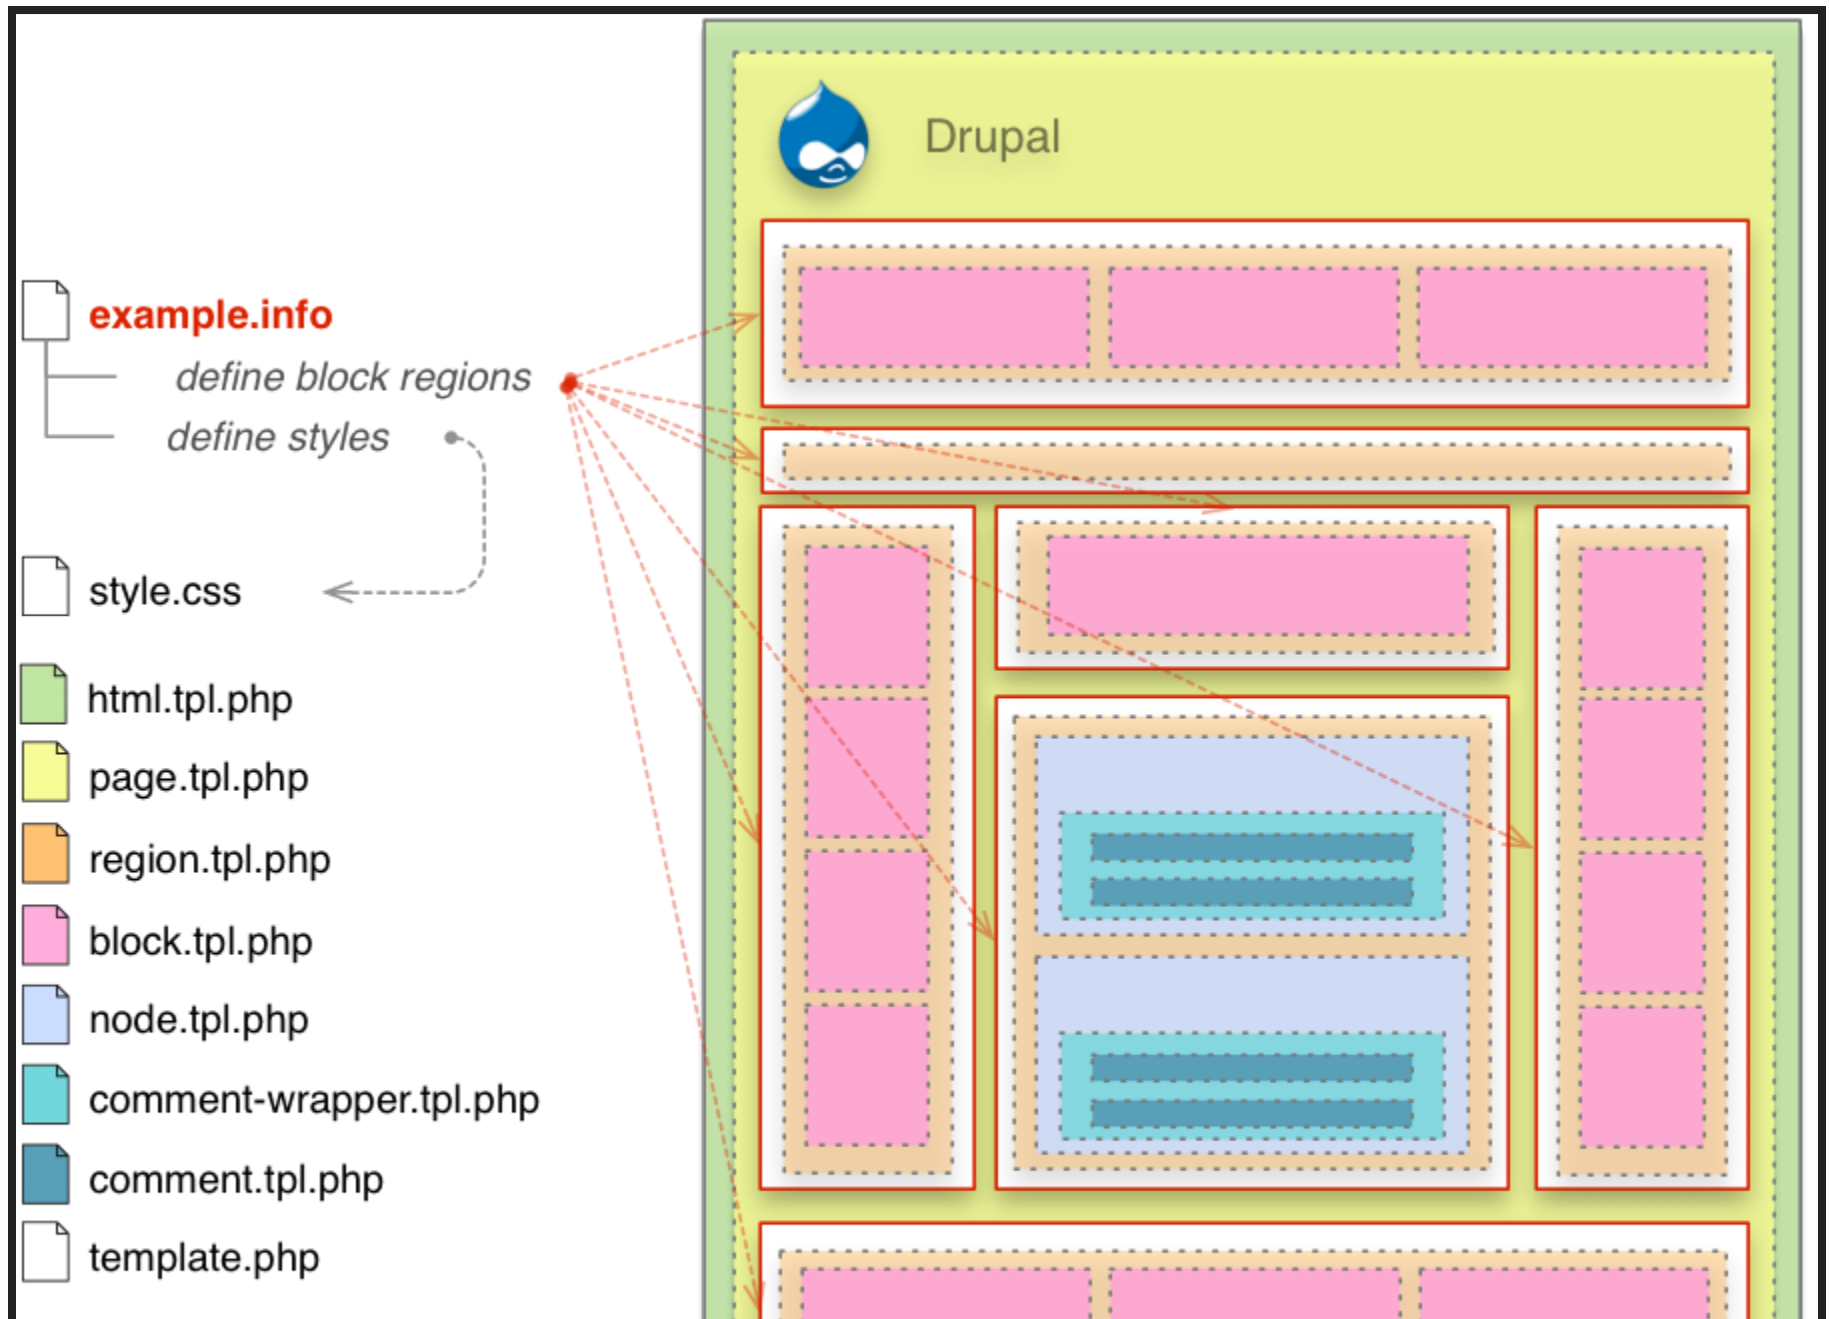 Drupal
example.info
define block regions
define styles
style.css
html.tpl.php
page.tpl.php
region.tpl.php
block.tpl.php
node.tpl.php
comment-wrapper.tpl.php
comment.tpl.php
template.php